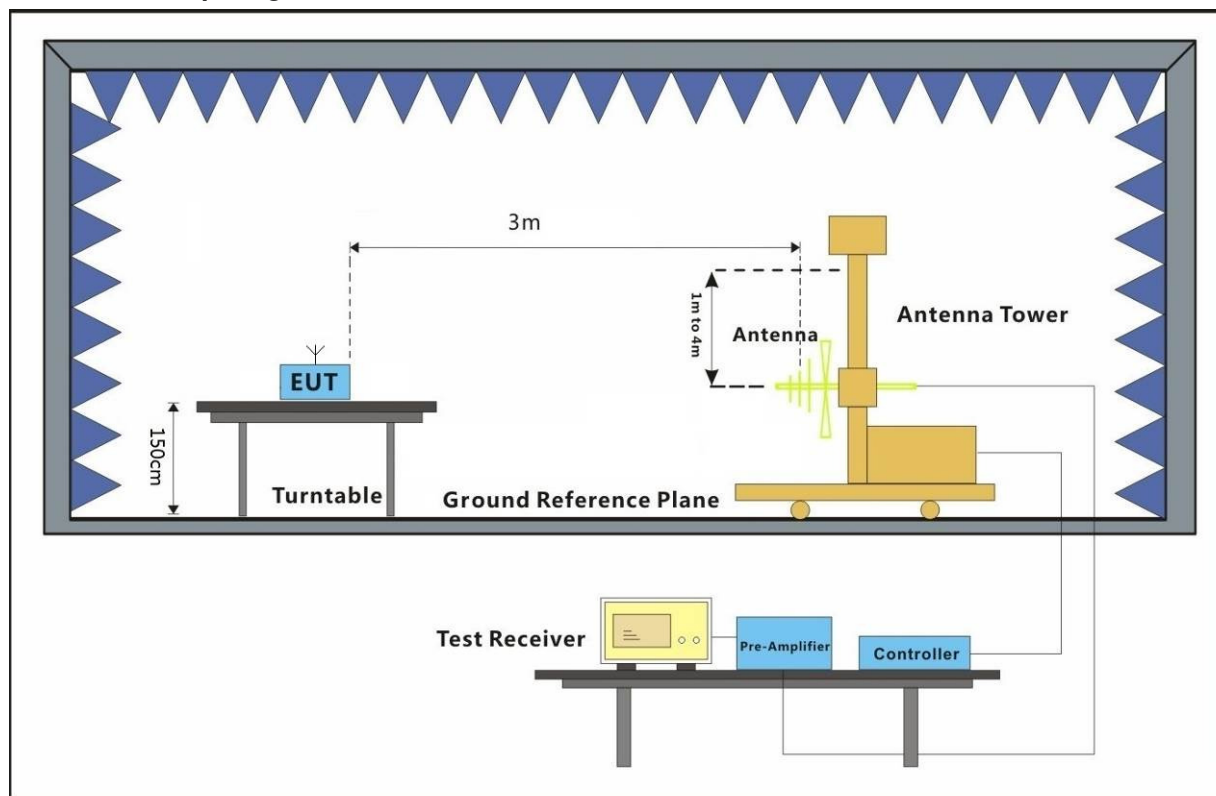 3m
1m to 4m
Antenna
Antenna Tower
EUT
150cm
Turntable
Ground Reference Plane
Test Receiver
Pre-Amplifier
Controller